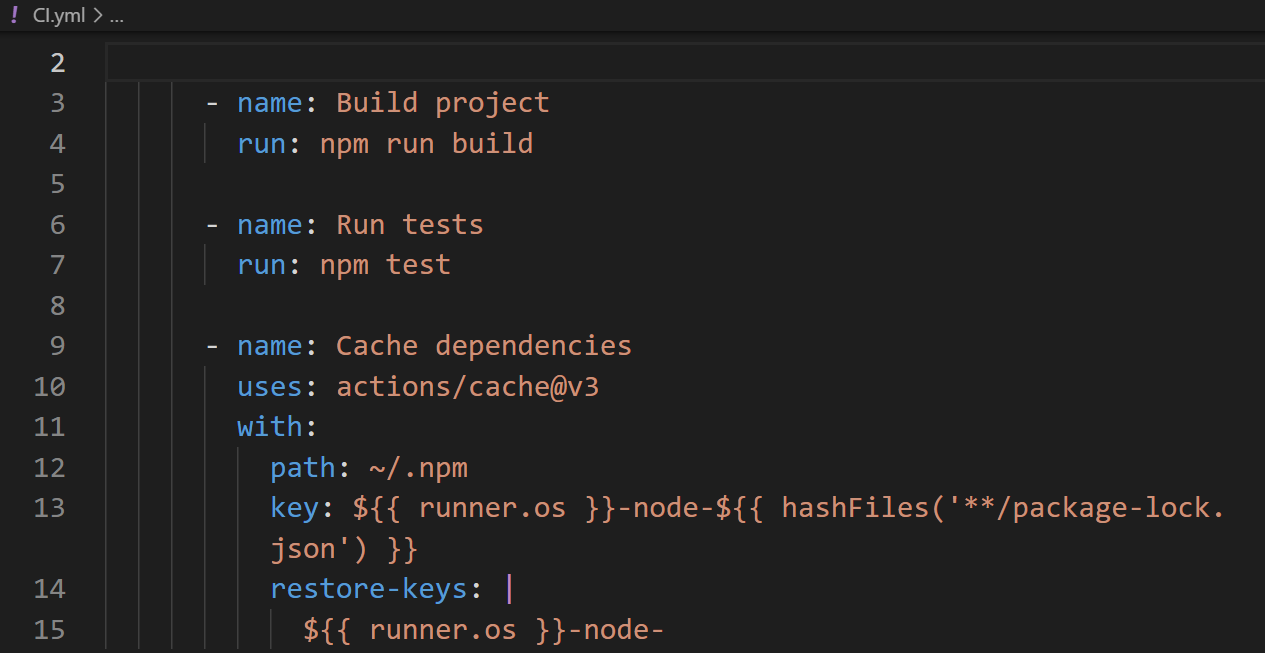 ! CI.yml > ...
2
3 - name: Build project
4 run: npm run build
5
6 - name: Run tests
7 run: npm test
8
9 - name: Cache dependencies
10 uses: actions/cache@v3
11 with:
12 path: ~/.npm
13 key: ${{ runner.os }}-node-${{ hashFiles('**/package-lock.
json') }}
14 restore-keys: |
15 ${{ runner.os }}-node-